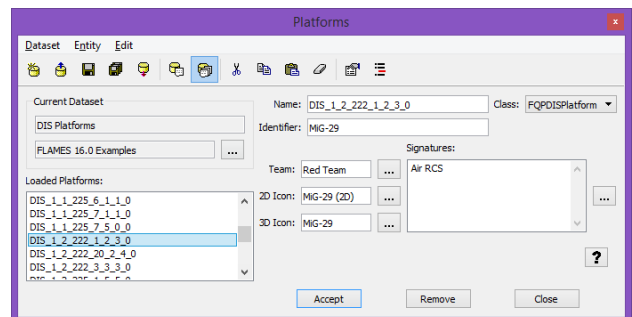 Platforms
Dataset Entity Edit
Current Dataset
DIS Platforms
FLAMES 16.0 Examples ...
Loaded Platforms:
DIS_1_1_225_6_1_1_0
DIS_1_1_225_7_1_1_0
DIS_1_1_225_7_5_0_0
DIS_1_2_222_1_2_3_0
DIS_1_2_222_20_2_4_0
DIS_1_2_222_3_3_3_0
DIS_1_2_225_1_5_5_0
Name: DIS_1_2_222_1_2_3_0 Class: FQPDISPlatform
Identifier: MiG-29
Signatures:
Team: Red Team ... Air RCS
2D Icon: MiG-29 (2D) ... ...
3D Icon: MiG-29 ...
?
Accept Remove Close